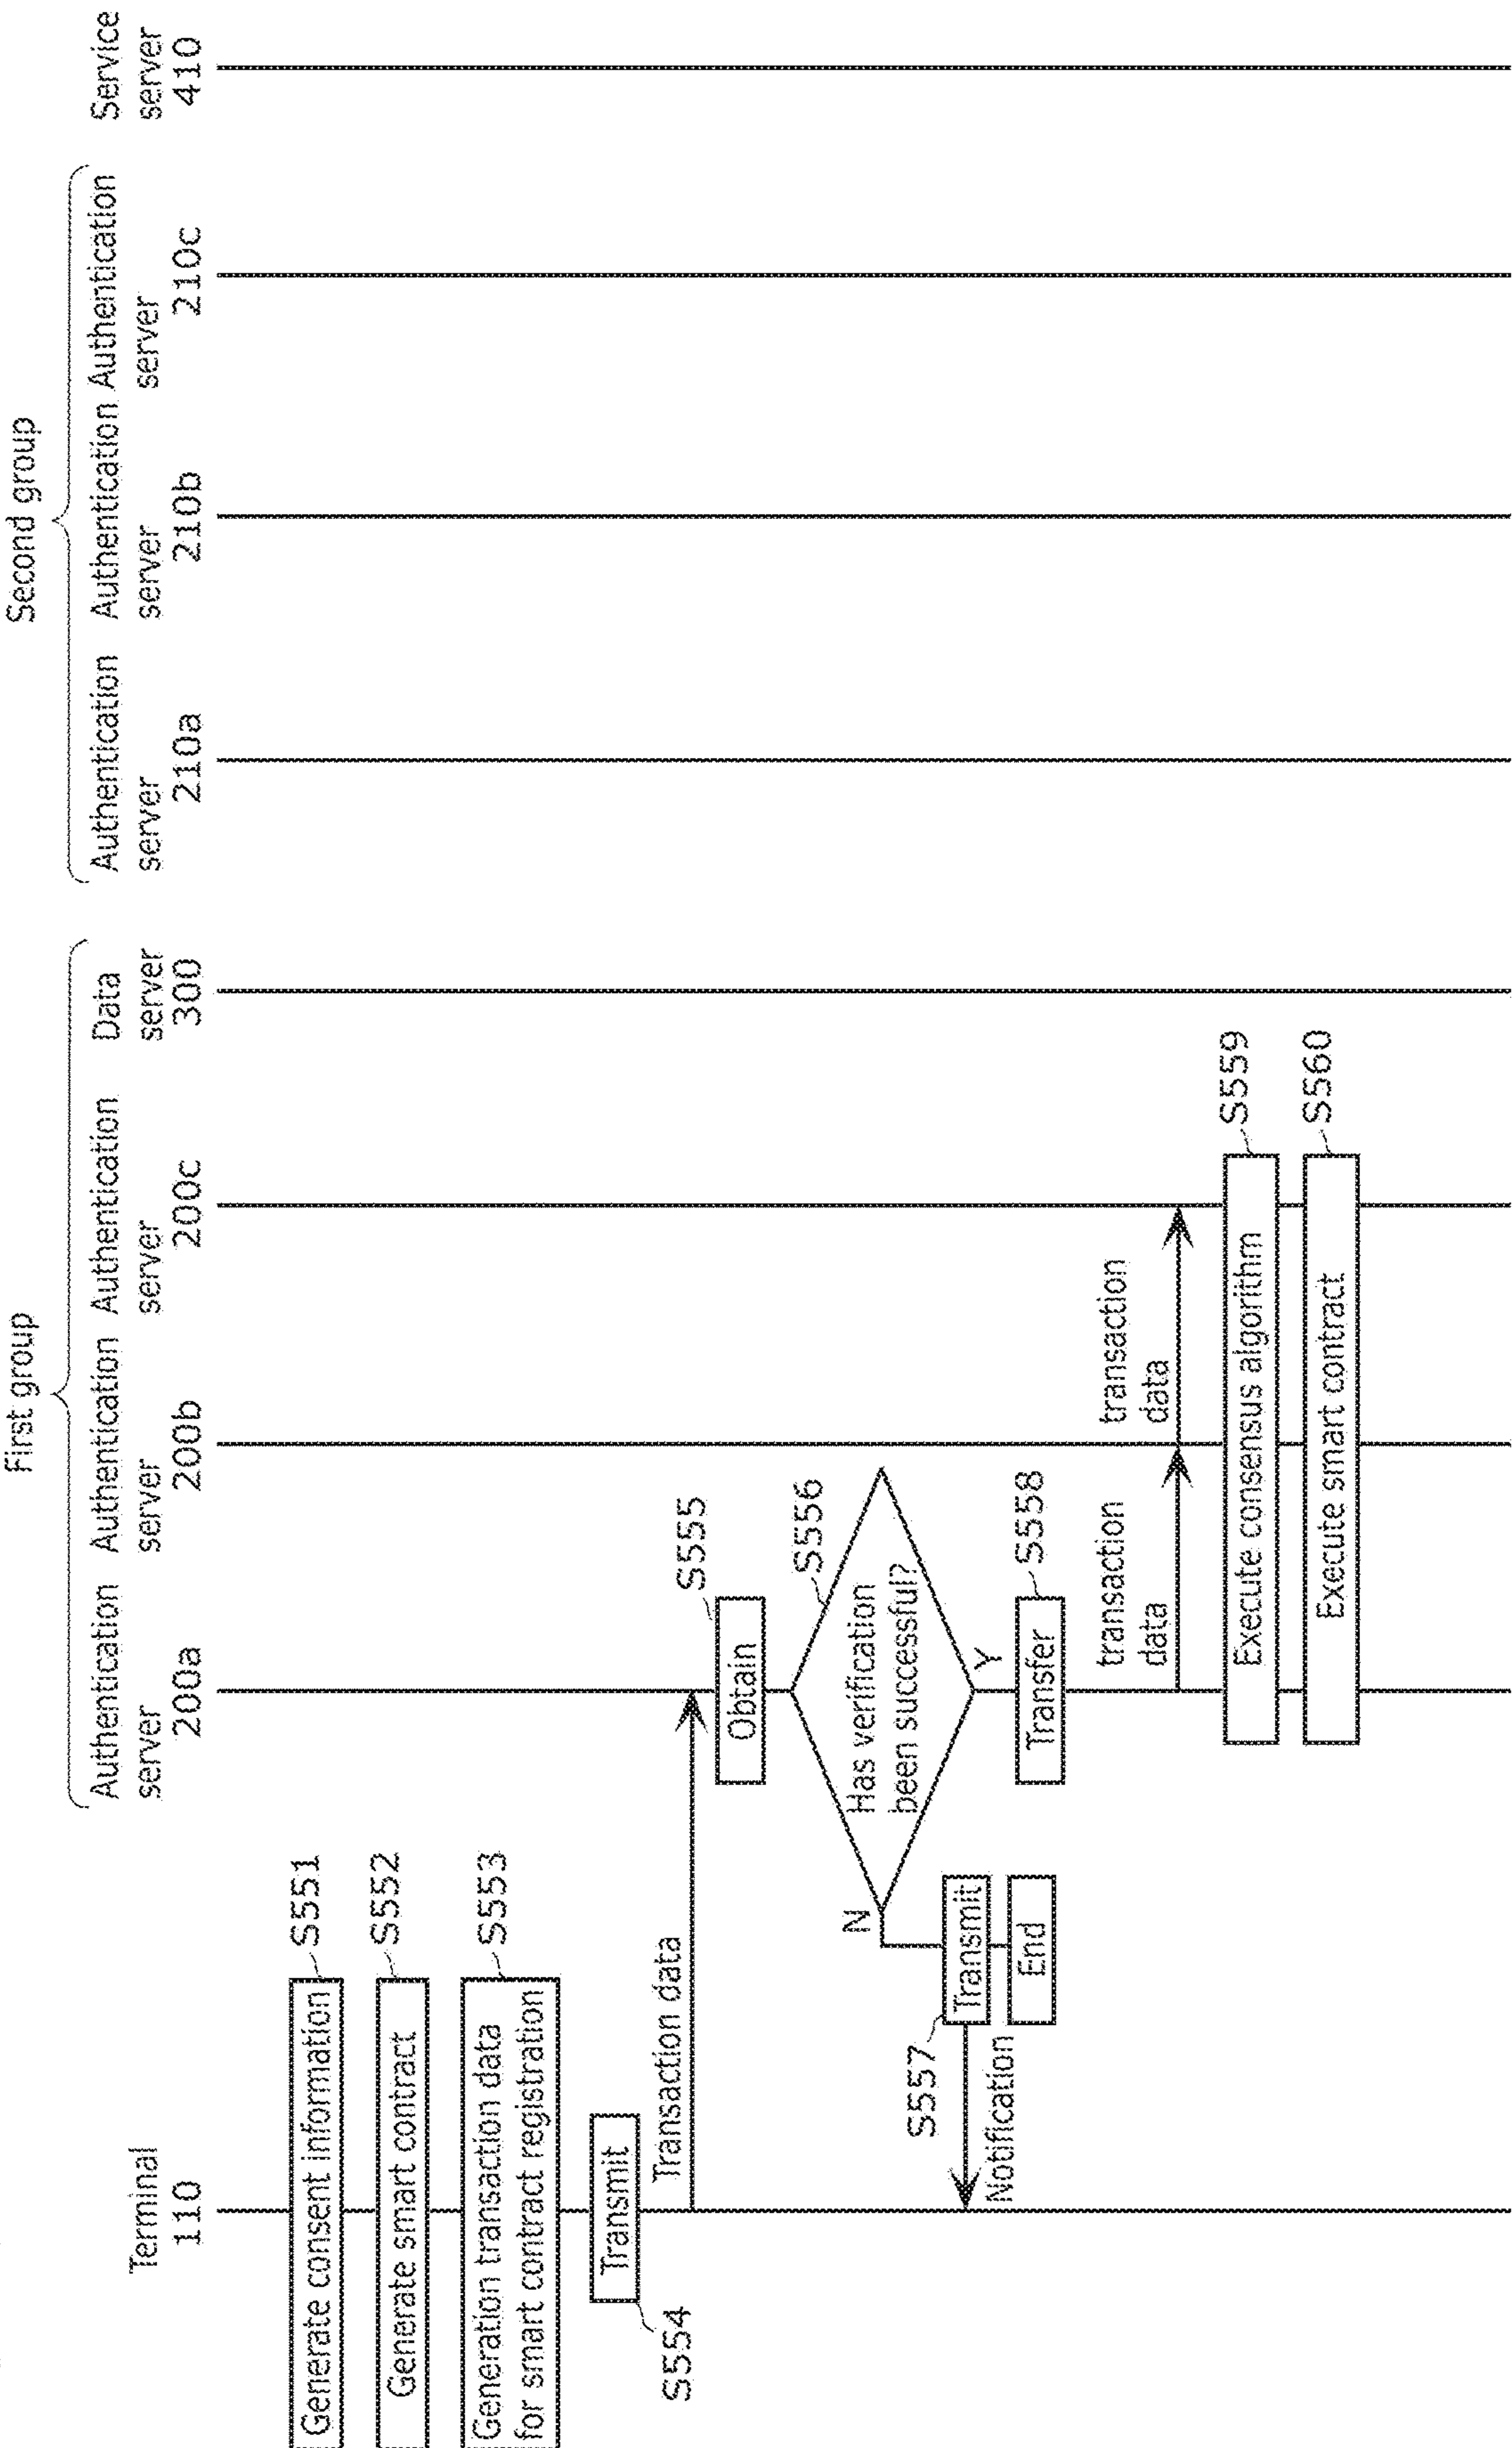 First group
Second group
Terminal
110
Authentication
server
200a
Authentication
server
200b
Authentication
server
200c
Data
server
300
Authentication
server
210a
Authentication
server
210b
Authentication
server
210c
Service
server
410
Generate consent information
S551
Generate smart contract
S552
Generation transaction data
for smart contract registration
S553
Transmit
S554
Transaction data
Obtain
S555
Has verification
been successful?
S556
N
Y
Transmit
S557
Notification
End
Transfer
S558
transaction
data
transaction
data
Execute consensus algorithm
S559
Execute smart contract
S560